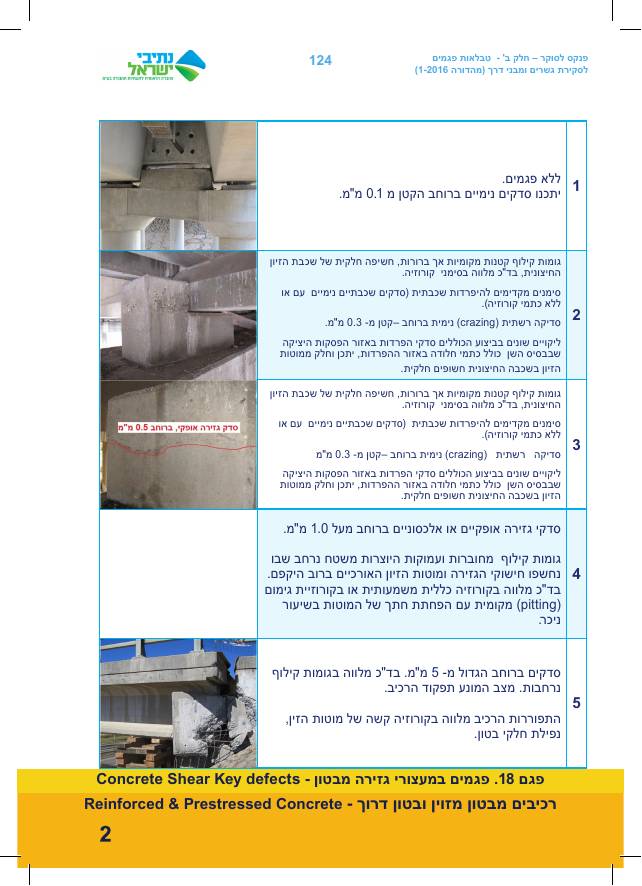 פנקס לסוקר – חלק ב' - טבלאות פגמים
לסקירת גשרים ומבני דרך (מהדורה 1-2016)
124
נתיבי
ישראל
החברה הלאומית לתשתיות תחבורה בע"מ
1
ללא פגמים.
יתכנו סדקים נימיים ברוחב הקטן מ 0.1 מ"מ.
2
גומות קילוף קטנות מקומיות אך ברורות, חשיפה חלקית של שכבת הזיון
החיצונית, בד"כ מלווה בסימני קורוזיה.
סימנים מקדימים להיפרדות שכבתית (סדקים שכבתיים נימיים עם או
ללא כתמי קורוזיה).
סדיקה רשתית (crazing) נימית ברוחב –קטן מ- 0.3 מ"מ.
ליקויים שונים בביצוע הכוללים סדקי הפרדות באזור הפסקות היציקה
שבבסיס השן כולל כתמי חלודה באזור ההפרדות, יתכן וחלק ממוטות
הזיון בשכבה החיצונית חשופים חלקית.
3
גומות קילוף קטנות מקומיות אך ברורות, חשיפה חלקית של שכבת הזיון
החיצונית, בד"כ מלווה בסימני קורוזיה.
סימנים מקדימים להיפרדות שכבתית (סדקים שכבתיים נימיים עם או
ללא כתמי קורוזיה).
סדיקה רשתית (crazing) נימית ברוחב –קטן מ- 0.3 מ"מ
ליקויים שונים בביצוע הכוללים סדקי הפרדות באזור הפסקות היציקה
שבבסיס השן כולל כתמי חלודה באזור ההפרדות, יתכן וחלק ממוטות
הזיון בשכבה החיצונית חשופים חלקית.
סדק גזירה אופקי, ברוחב 0.5 מ"מ
4
סדקי גזירה אופקיים או אלכסוניים ברוחב מעל 1.0 מ"מ.
גומות קילוף מחוברות ועמוקות היוצרות משטח נרחב שבו
נחשפו חישוקי הגזירה ומוטות הזיון האורכיים ברוב היקפם.
בד"כ מלווה בקורוזיה כללית משמעותית או בקורוזיית גימום
(pitting) מקומית עם הפחתת חתך של המוטות בשיעור
ניכר.
5
סדקים ברוחב הגדול מ- 5 מ"מ. בד"כ מלווה בגומות קילוף
נרחבות. מצב המונע תפקוד הרכיב.
התפוררות הרכיב מלווה בקורוזיה קשה של מוטות הזין,
נפילת חלקי בטון.
פגם 18. פגמים במעצורי גזירה מבטון - Concrete Shear Key defects
רכיבים מבטון מזוין ובטון דרוך - Reinforced & Prestressed Concrete
2